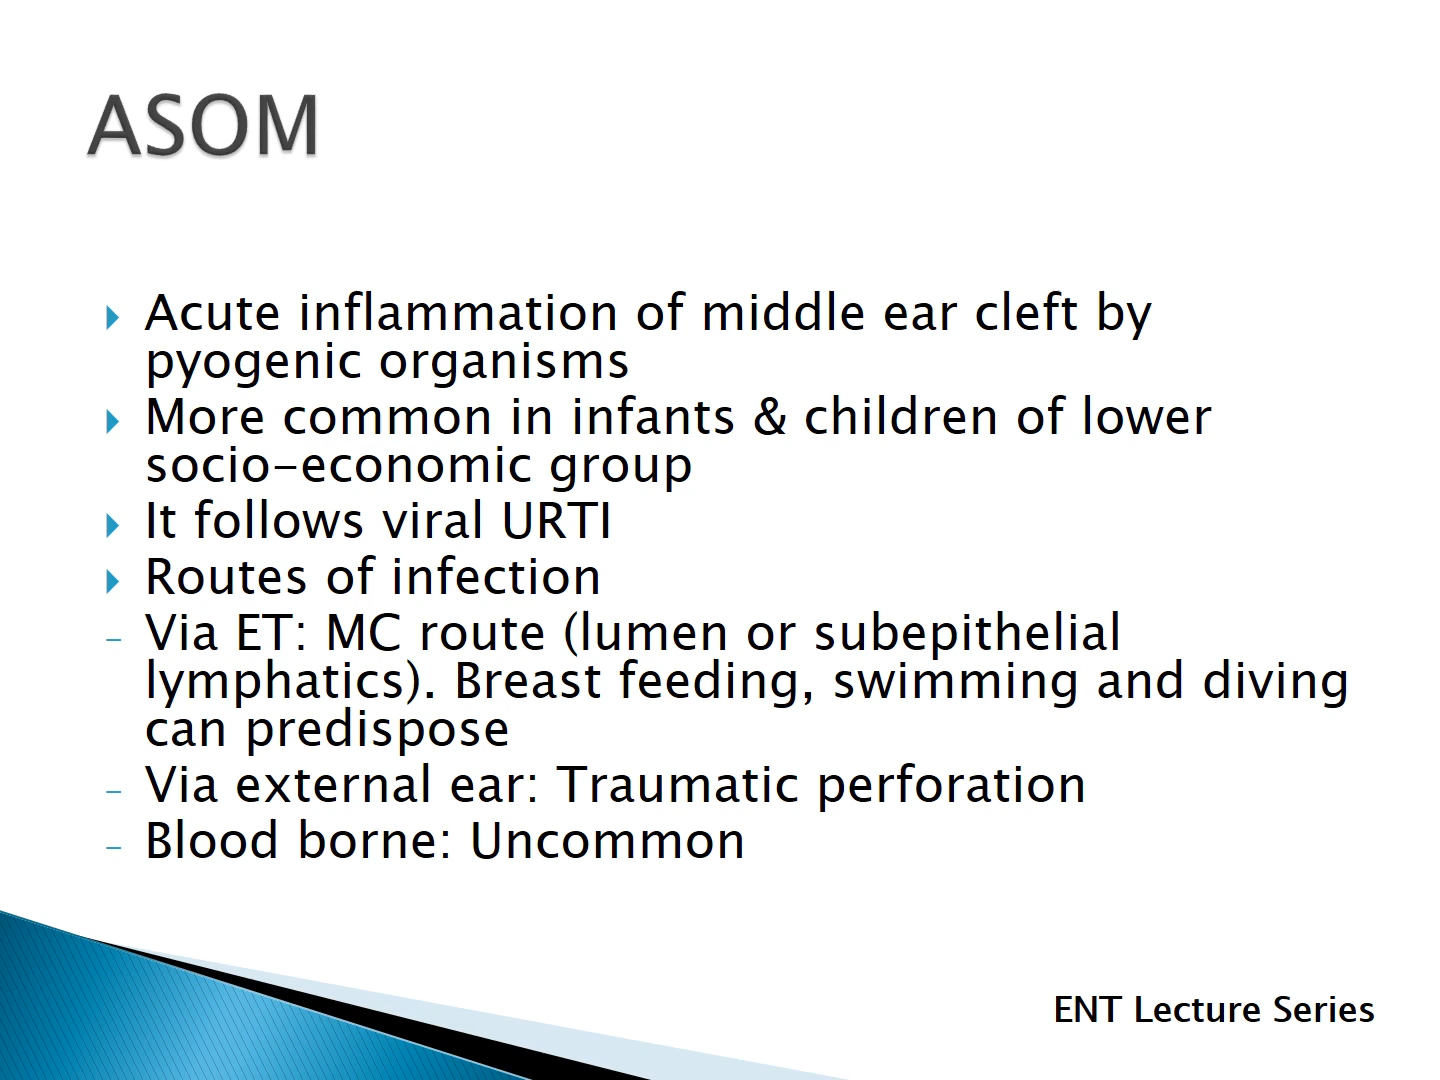 ASOM
Acute inflammation of middle ear cleft by
pyogenic organisms
More common in infants & children of lower
socio-economic group
It follows viral URTI
Routes of infection
- Via ET: MC route (lumen or subepithelial
lymphatics). Breast feeding, swimming and diving
can predispose
- Via external ear: Traumatic perforation
- Blood borne: Uncommon
ENT Lecture Series